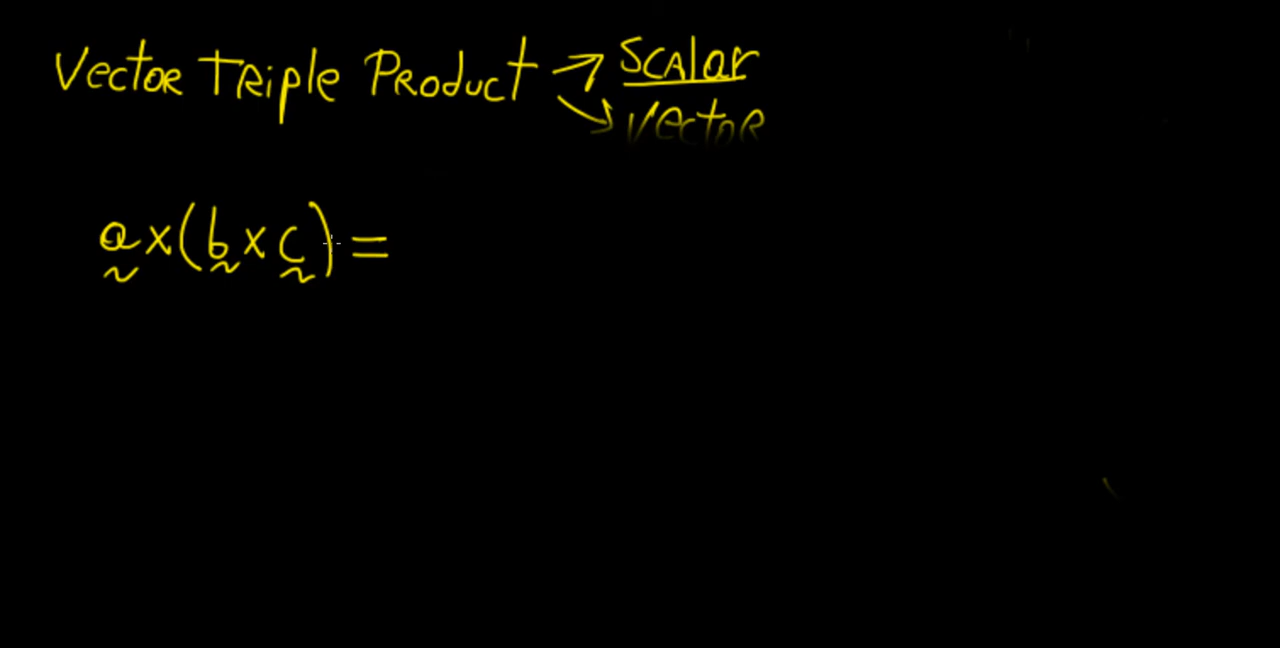 Vector Triple Product → Scalar
↘ Vector
a × (b × c) =